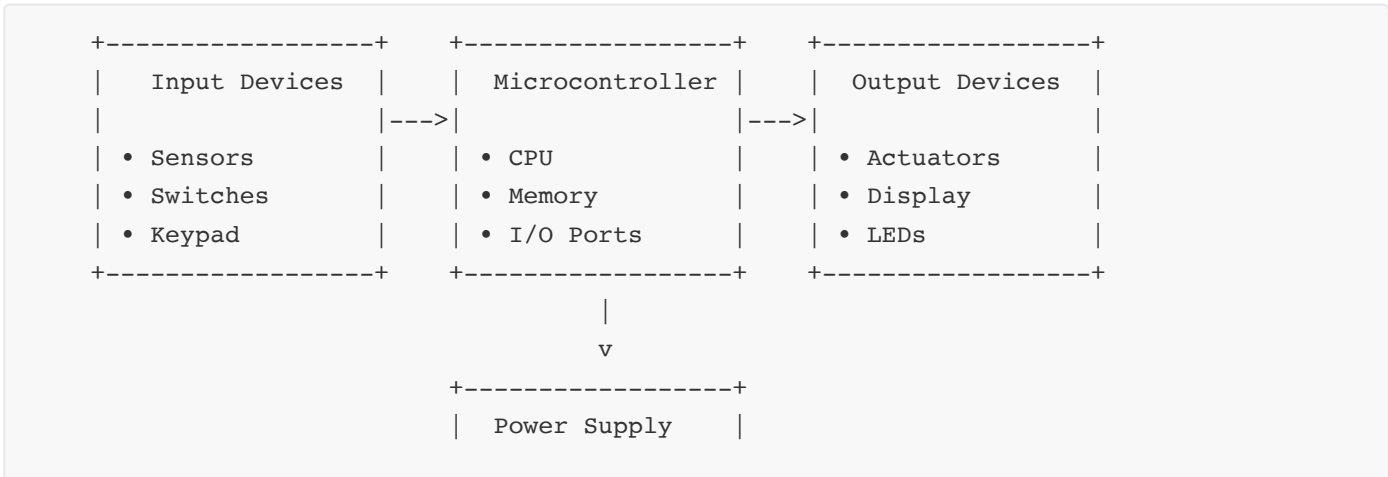 +------------------+    +------------------+    +------------------+
|   Input Devices  |    |  Microcontroller |    |  Output Devices  |
|                  |--->|                  |--->|                  |
| • Sensors        |    | • CPU            |    | • Actuators      |
| • Switches       |    | • Memory         |    | • Display        |
| • Keypad         |    | • I/O Ports      |    | • LEDs           |
+------------------+    +------------------+    +------------------+
                                  |
                                  v
                        +------------------+
                        |  Power Supply    |